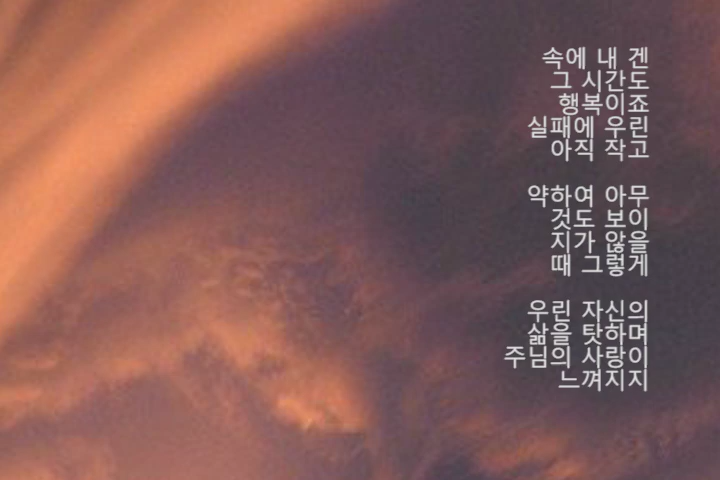 속에 내 겐
그 시간도
행복이죠
실패에 우린
아직 작고
약하여 아무
것도 보이
지가 않을
때 그렇게
우린 자신의
삶을 탓하며
주님의 사랑이
느껴지지